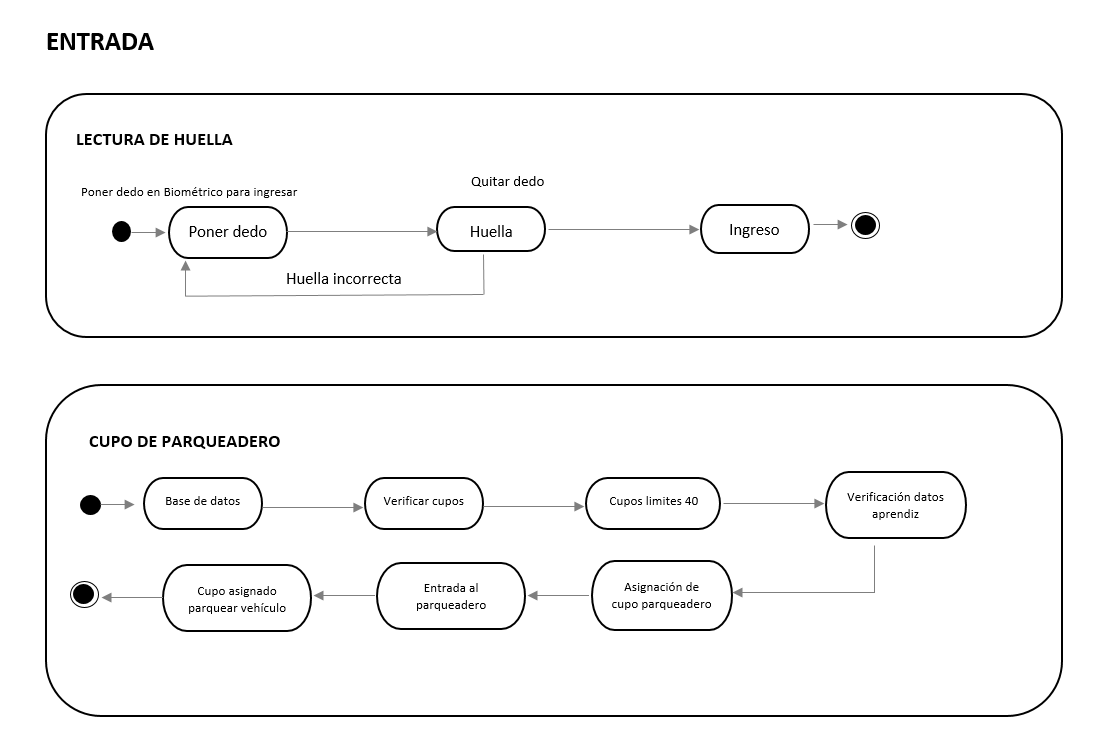 ENTRADA
LECTURA DE HUELLA
Poner dedo en Biométrico para ingresar
Quitar dedo
Poner dedo
Huella
Ingreso
Huella incorrecta
CUPO DE PARQUEADERO
Base de datos
Verificar cupos
Cupos limites 40
Verificación datos
aprendiz
Cupo asignado
parquear vehículo
Entrada al
parqueadero
Asignación de
cupo parqueadero